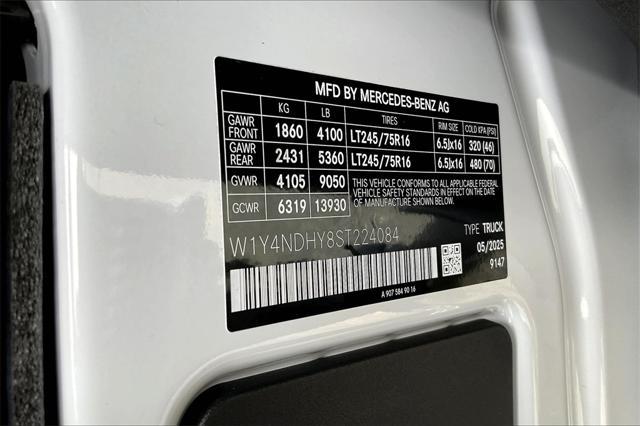 MFD BY MERCEDES-BENZ AG
KG LB TIRES RIM SIZE COLD KPA (PSI)
GAWR FRONT 1860 4100 LT245/75R16 6.5Jx16 320 (46)
GAWR REAR 2431 5360 LT245/75R16 6.5Jx16 480 (70)
GVWR 4105 9050 THIS VEHICLE CONFORMS TO ALL APPLICABLE FEDERAL
MOTOR VEHICLE SAFETY STANDARDS IN EFFECT ON THE DATE
GCWR 6319 13930 OF MANUFACTURE SHOWN BELOW.
W1Y4NDHY8ST224084
TYPE TRUCK
05/2025
9147
A 907 584 90 16